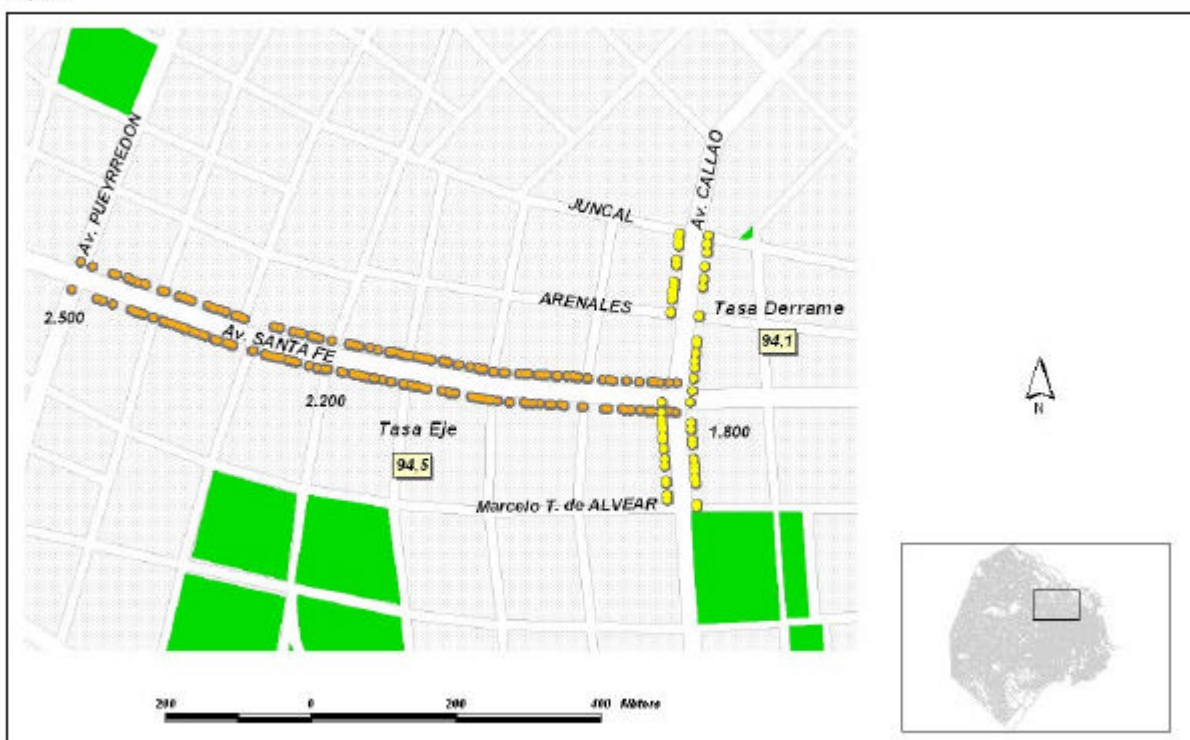 Av. PUEYRREDON
Av. CALLAO
JUNCAL
ARENALES
Tasa Derrame
94,1
2.500
Av. SANTA FE
2.200
Tasa Eje
94,5
1.800
Marcelo T. de ALVEAR
N
200 0 200 400 Metors